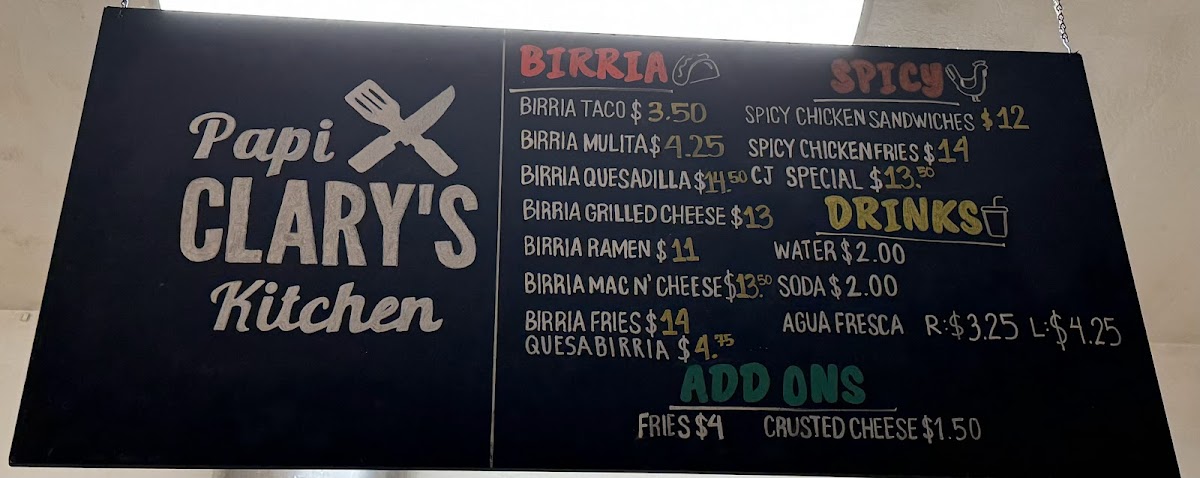 Papi
CLARY'S
Kitchen
BIRRIA
BIRRIA TACO $3.50
BIRRIA MULITA $4.25
BIRRIA QUESADILLA $14.50
BIRRIA GRILLED CHEESE $13
BIRRIA RAMEN $11
BIRRIA MAC N' CHEESE $13.50
BIRRIA FRIES $14
QUESABIRRIA $4.75
SPICY
SPICY CHICKEN SANDWICHES $12
SPICY CHICKEN FRIES $14
CJ SPECIAL $13.50
DRINKS
WATER $2.00
SODA $2.00
AGUA FRESCA R:$3.25 L:$4.25
ADD ONS
FRIES $4 CRUSTED CHEESE $1.50